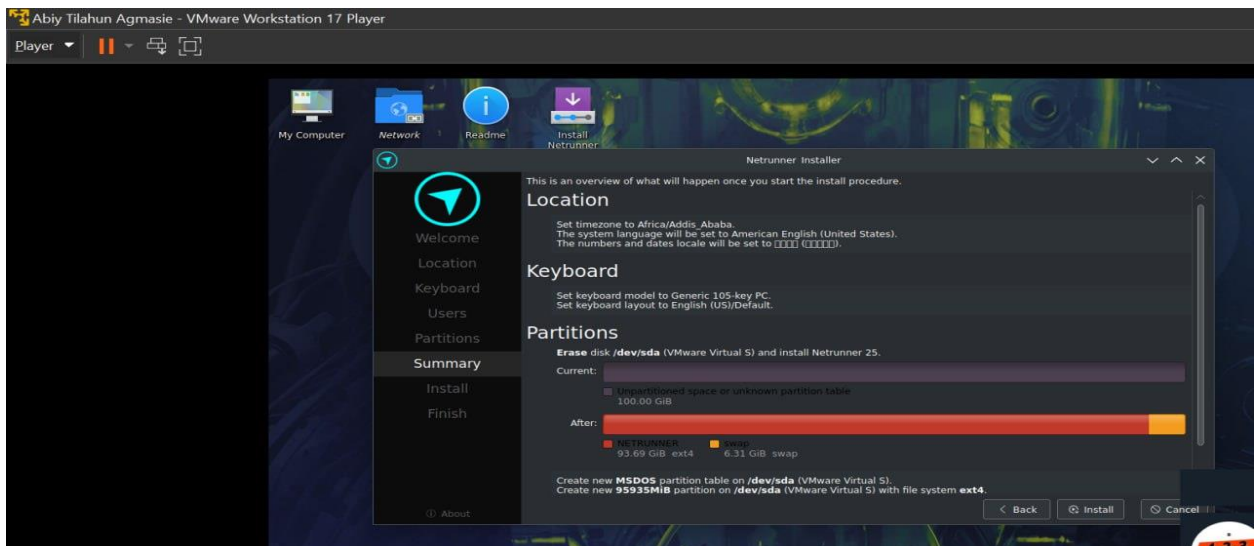 Abiy Tilahun Agmasie - VMware Workstation 17 Player
Player
My Computer
Network
Readme
Install
Netrunner
Netrunner Installer
This is an overview of what will happen once you start the install procedure.
Location
Set timezone to Africa/Addis_Ababa.
The system language will be set to American English (United States).
The numbers and dates locale will be set to □□□□ (□□□□□).
Keyboard
Set keyboard model to Generic 105-key PC.
Set keyboard layout to English (US)/Default.
Partitions
Erase disk /dev/sda (VMware Virtual S) and install Netrunner 25.
Current:
Unpartitioned space or unknown partition table
100.00 GiB
After:
NETRUNNER
93.69 GiB ext4
swap
6.31 GiB swap
Create new MSDOS partition table on /dev/sda (VMware Virtual S).
Create new 95935MiB partition on /dev/sda (VMware Virtual S) with file system ext4.
Welcome
Location
Keyboard
Users
Partitions
Summary
Install
Finish
About
Back
Install
Cancel